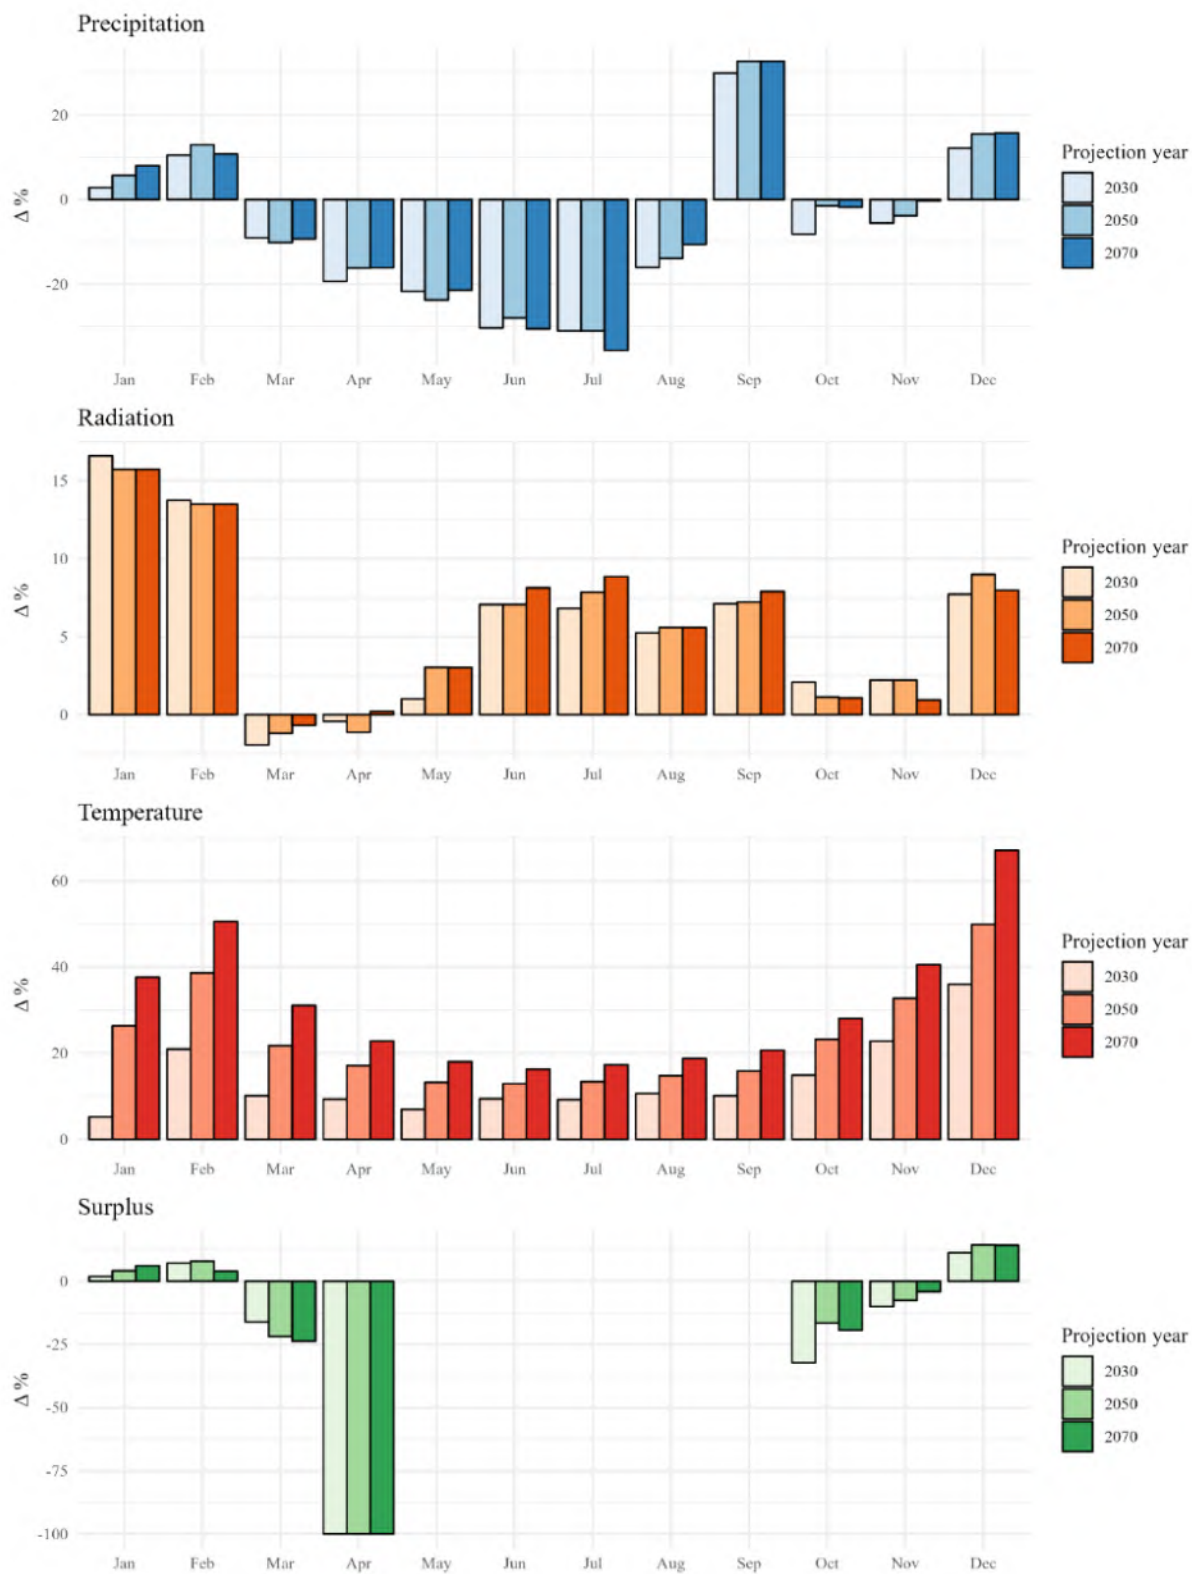 Precipitation
20
0
-20
Δ %
Jan Feb Mar Apr May Jun Jul Aug Sep Oct Nov Dec
Projection year
2030
2050
2070
Radiation
15
10
5
0
Δ %
Jan Feb Mar Apr May Jun Jul Aug Sep Oct Nov Dec
Projection year
2030
2050
2070
Temperature
60
40
20
0
Δ %
Jan Feb Mar Apr May Jun Jul Aug Sep Oct Nov Dec
Projection year
2030
2050
2070
Surplus
0
-25
-50
-75
-100
Δ %
Jan Feb Mar Apr May Jun Jul Aug Sep Oct Nov Dec
Projection year
2030
2050
2070